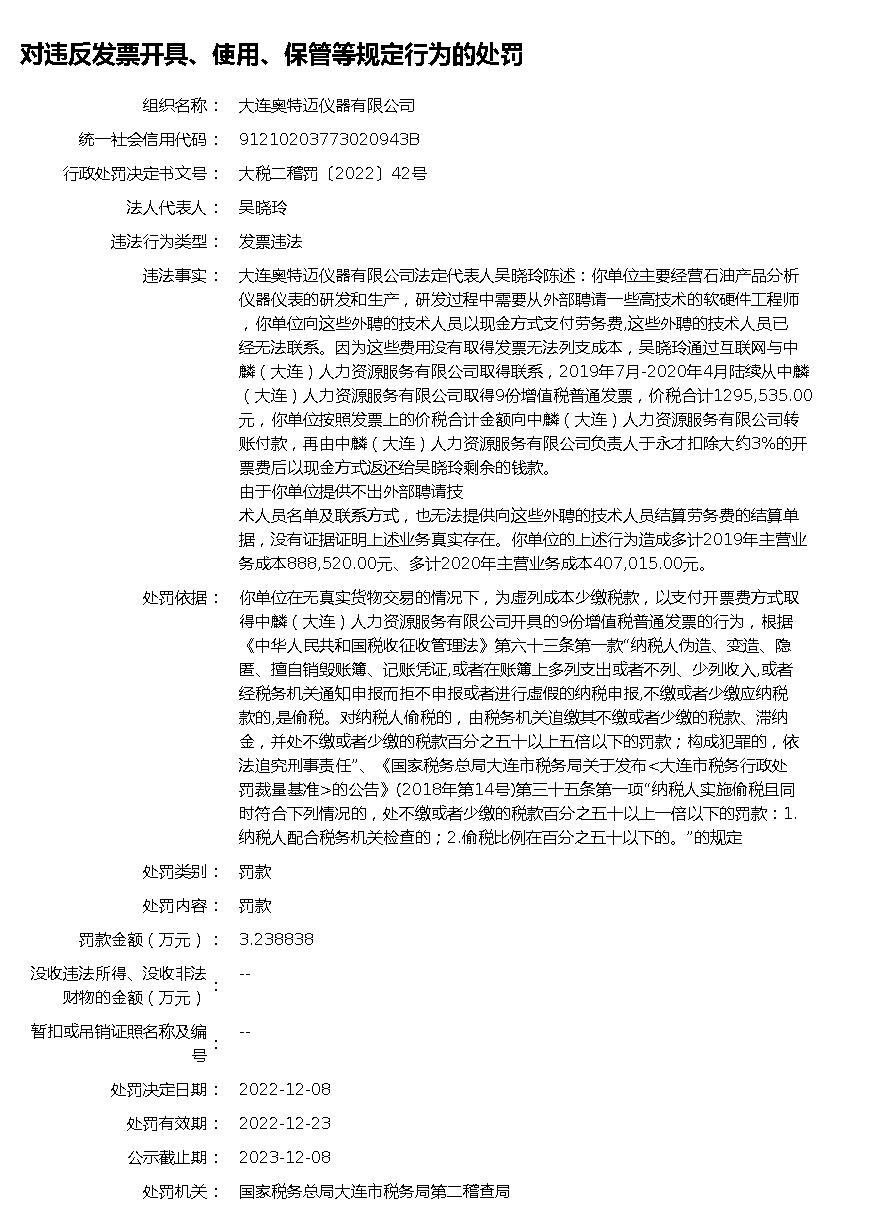 对违反发票开具、使用、保管等规定行为的处罚
组织名称： 大连奥特迈仪器有限公司
统一社会信用代码： 91210203773020943B
行政处罚决定书文号： 大税二稽罚〔2022〕42号
法人代表人： 吴晓玲
违法行为类型： 发票违法
违法事实： 大连奥特迈仪器有限公司法定代表人吴晓玲陈述：你单位主要经营石油产品分析
仪器仪表的研发和生产，研发过程中需要从外部聘请一些高技术的软硬件工程师
，你单位向这些外聘的技术人员以现金方式支付劳务费,这些外聘的技术人员已
经无法联系。因为这些费用没有取得发票无法列支成本，吴晓玲通过互联网与中
麟（大连）人力资源服务有限公司取得联系，2019年7月-2020年4月陆续从中麟
（大连）人力资源服务有限公司取得9份增值税普通发票，价税合计1295,535.00
元，你单位按照发票上的价税合计金额向中麟（大连）人力资源服务有限公司转
账付款，再由中麟（大连）人力资源服务有限公司负责人于永才扣除大约3%的开
票费后以现金方式返还给吴晓玲剩余的钱款。
由于你单位提供不出外部聘请技
术人员名单及联系方式，也无法提供向这些外聘的技术人员结算劳务费的结算单
据，没有证据证明上述业务真实存在。你单位的上述行为造成多计2019年主营业
务成本888,520.00元、多计2020年主营业务成本407,015.00元。
处罚依据： 你单位在无真实货物交易的情况下，为虚列成本少缴税款，以支付开票费方式取
得中麟（大连）人力资源服务有限公司开具的9份增值税普通发票的行为，根据
《中华人民共和国税收征收管理法》第六十三条第一款“纳税人伪造、变造、隐
匿、擅自销毁账簿、记账凭证,或者在账簿上多列支出或者不列、少列收入,或者
经税务机关通知申报而拒不申报或者进行虚假的纳税申报,不缴或者少缴应纳税
款的,是偷税。对纳税人偷税的，由税务机关追缴其不缴或者少缴的税款、滞纳
金，并处不缴或者少缴的税款百分之五十以上五倍以下的罚款；构成犯罪的，依
法追究刑事责任”、《国家税务总局大连市税务局关于发布<大连市税务行政处
罚裁量基准>的公告》(2018年第14号)第三十五条第一项“纳税人实施偷税且同
时符合下列情况的，处不缴或者少缴的税款百分之五十以上一倍以下的罚款：1.
纳税人配合税务机关检查的；2.偷税比例在百分之五十以下的。”的规定
处罚类别： 罚款
处罚内容： 罚款
罚款金额（万元）： 3.238838
没收违法所得、没收非法
财物的金额（万元）： --
暂扣或吊销证照名称及编
号： --
处罚决定日期： 2022-12-08
处罚有效期： 2022-12-23
公示截止期： 2023-12-08
处罚机关： 国家税务总局大连市税务局第二稽查局